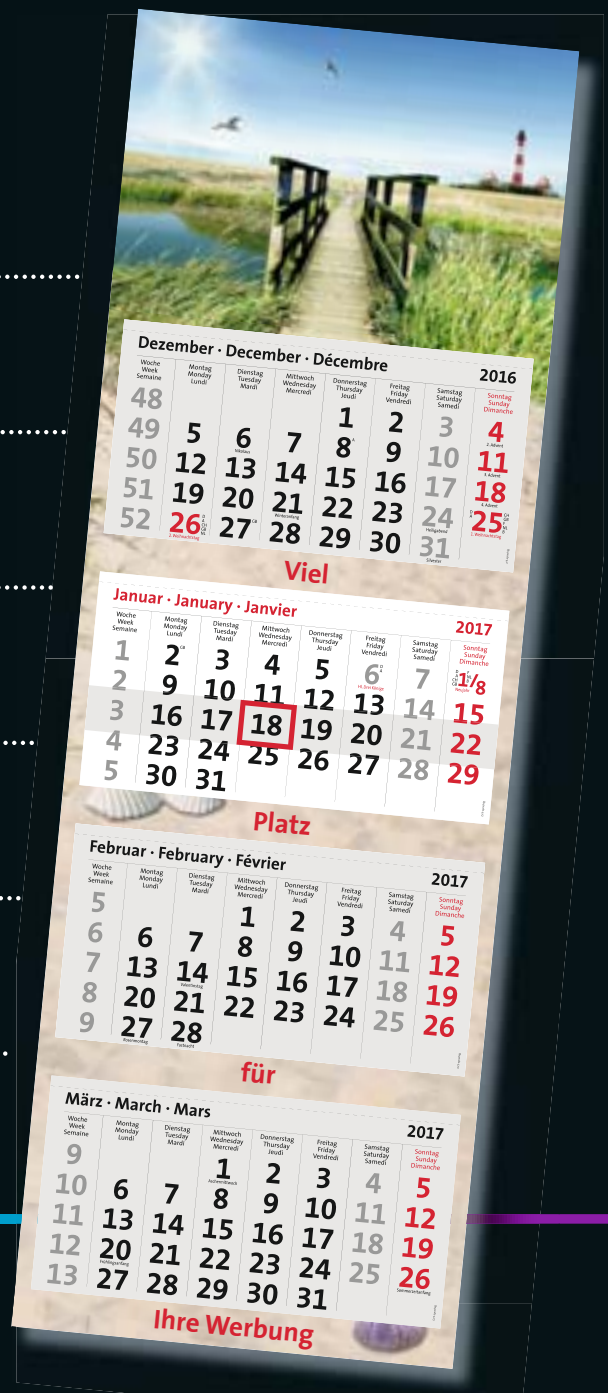 Dezember · December · Décembre 2016
Woche Week Semaine Montag Monday Lundi Dienstag Tuesday Mardi Mittwoch Wednesday Mercredi Donnerstag Thursday Jeudi Freitag Friday Vendredi Samstag Saturday Samedi Sonntag Sunday Dimanche
48 1 2 3 4
49 5 6 7 8 9 10 11
50 12 13 14 15 16 17 18
51 19 20 21 22 23 24 25
52 26 27 28 29 30 31
Viel
Januar · January · Janvier 2017
Woche Week Semaine Montag Monday Lundi Dienstag Tuesday Mardi Mittwoch Wednesday Mercredi Donnerstag Thursday Jeudi Freitag Friday Vendredi Samstag Saturday Samedi Sonntag Sunday Dimanche
1 2 3 4 5 6 7 1/8
2 9 10 11 12 13 14 15
3 16 17 18 19 20 21 22
4 23 24 25 26 27 28 29
5 30 31
Platz
Februar · February · Février 2017
Woche Week Semaine Montag Monday Lundi Dienstag Tuesday Mardi Mittwoch Wednesday Mercredi Donnerstag Thursday Jeudi Freitag Friday Vendredi Samstag Saturday Samedi Sonntag Sunday Dimanche
5 1 2 3 4 5
6 6 7 8 9 10 11 12
7 13 14 15 16 17 18 19
8 20 21 22 23 24 25 26
9 27 28
für
März · March · Mars 2017
Woche Week Semaine Montag Monday Lundi Dienstag Tuesday Mardi Mittwoch Wednesday Mercredi Donnerstag Thursday Jeudi Freitag Friday Vendredi Samstag Saturday Samedi Sonntag Sunday Dimanche
9 1 2 3 4 5
10 6 7 8 9 10 11 12
11 13 14 15 16 17 18 19
12 20 21 22 23 24 25 26
13 27 28 29 30 31
Ihre Werbung